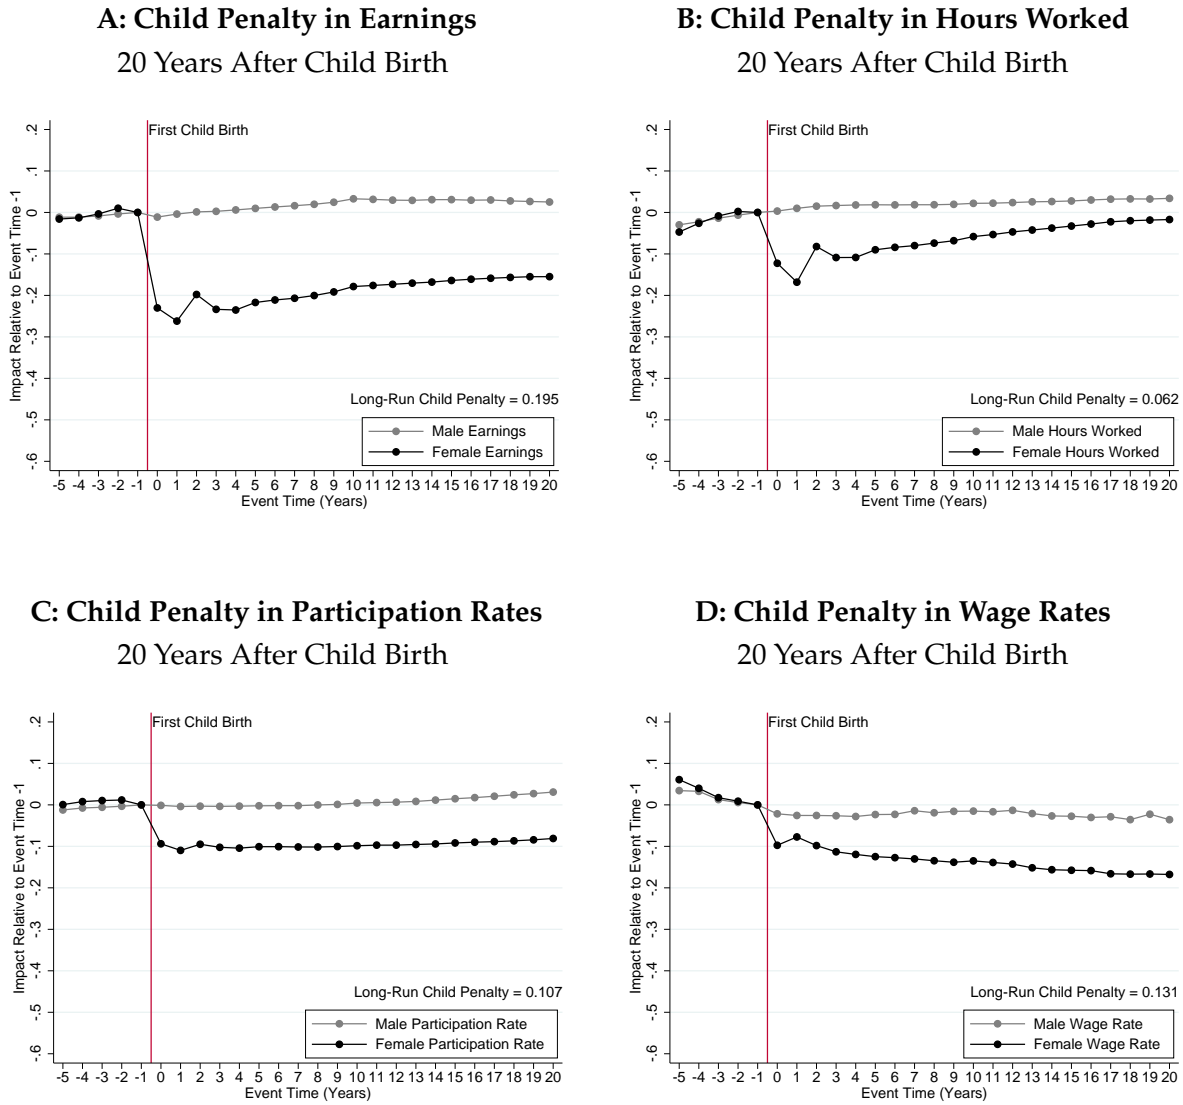 A: Child Penalty in Earnings
20 Years After Child Birth
.2
.1
0
-.1
-.2
-.3
-.4
-.5
-.6
Impact Relative to Event Time -1
First Child Birth
Long-Run Child Penalty = 0.195
Male Earnings
Female Earnings
-5 -4 -3 -2 -1 0 1 2 3 4 5 6 7 8 9 10 11 12 13 14 15 16 17 18 19 20
Event Time (Years)
B: Child Penalty in Hours Worked
20 Years After Child Birth
.2
.1
0
-.1
-.2
-.3
-.4
-.5
-.6
Impact Relative to Event Time -1
First Child Birth
Long-Run Child Penalty = 0.062
Male Hours Worked
Female Hours Worked
-5 -4 -3 -2 -1 0 1 2 3 4 5 6 7 8 9 10 11 12 13 14 15 16 17 18 19 20
Event Time (Years)
C: Child Penalty in Participation Rates
20 Years After Child Birth
.2
.1
0
-.1
-.2
-.3
-.4
-.5
-.6
Impact Relative to Event Time -1
First Child Birth
Long-Run Child Penalty = 0.107
Male Participation Rate
Female Participation Rate
-5 -4 -3 -2 -1 0 1 2 3 4 5 6 7 8 9 10 11 12 13 14 15 16 17 18 19 20
Event Time (Years)
D: Child Penalty in Wage Rates
20 Years After Child Birth
.2
.1
0
-.1
-.2
-.3
-.4
-.5
-.6
Impact Relative to Event Time -1
First Child Birth
Long-Run Child Penalty = 0.131
Male Wage Rate
Female Wage Rate
-5 -4 -3 -2 -1 0 1 2 3 4 5 6 7 8 9 10 11 12 13 14 15 16 17 18 19 20
Event Time (Years)